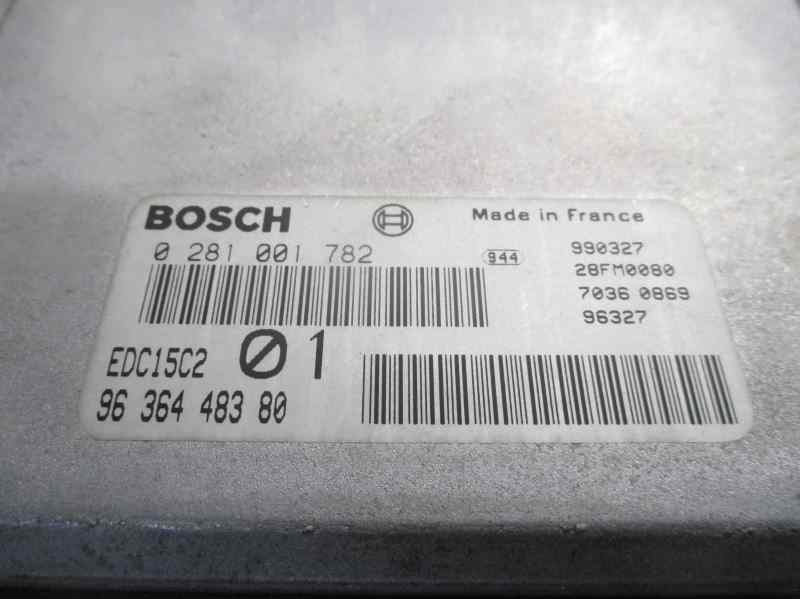 BOSCH Made in France
0 281 001 782 944 990327
28FM0080
7036 0869
96327
EDC15C2 01
96 364 483 80